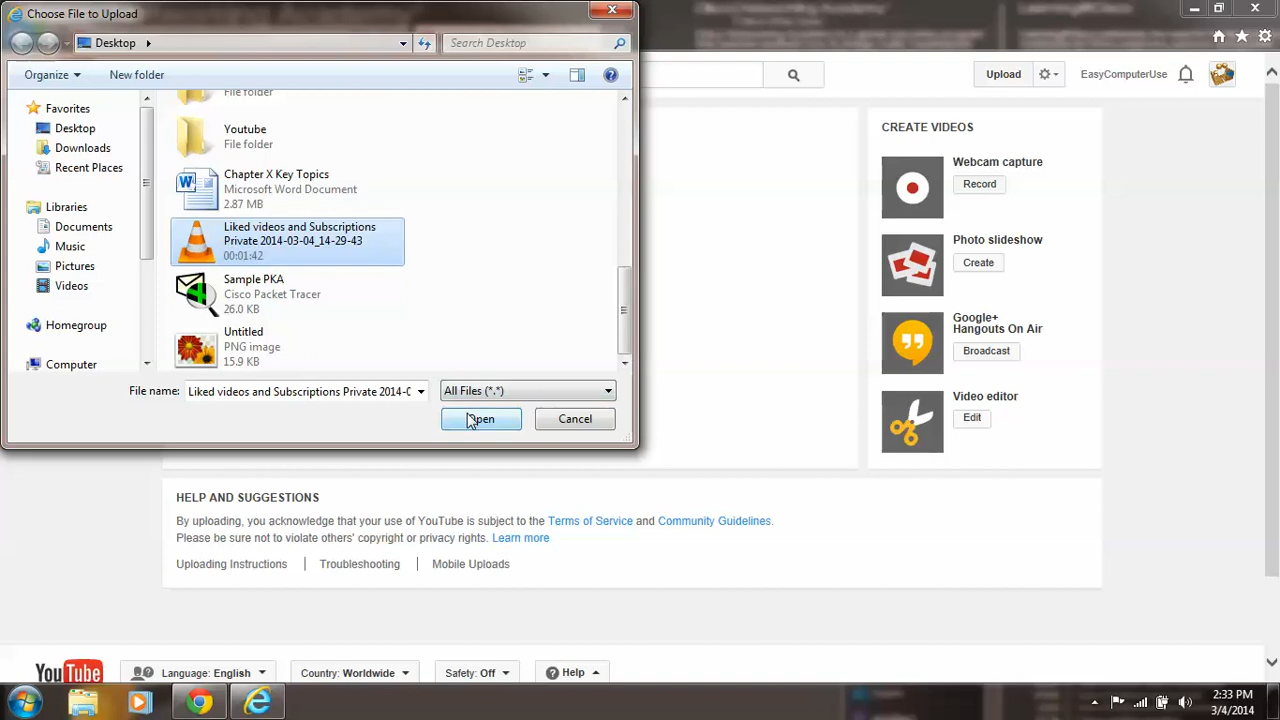 Choose File to Upload
Desktop
Search Desktop
Organize
New folder
Favorites
Desktop
Downloads
Recent Places
Libraries
Documents
Music
Pictures
Videos
Homegroup
Computer
File folder
Youtube
File folder
Chapter X Key Topics
Microsoft Word Document
2.87 MB
Liked videos and Subscriptions
Private 2014-03-04_14-29-43
00:01:42
Sample PKA
Cisco Packet Tracer
26.0 KB
Untitled
PNG image
15.9 KB
File name:
Liked videos and Subscriptions Private 2014-0
All Files (*.*)
Open
Cancel
Upload
EasyComputerUse
CREATE VIDEOS
Webcam capture
Record
Photo slideshow
Create
Google+
Hangouts On Air
Broadcast
Video editor
Edit
HELP AND SUGGESTIONS
By uploading, you acknowledge that your use of YouTube is subject to the Terms of Service and Community Guidelines.
Please be sure not to violate others' copyright or privacy rights. Learn more
Uploading Instructions
Troubleshooting
Mobile Uploads
YouTube
Language: English
Country: Worldwide
Safety: Off
Help
2:33 PM
3/4/2014